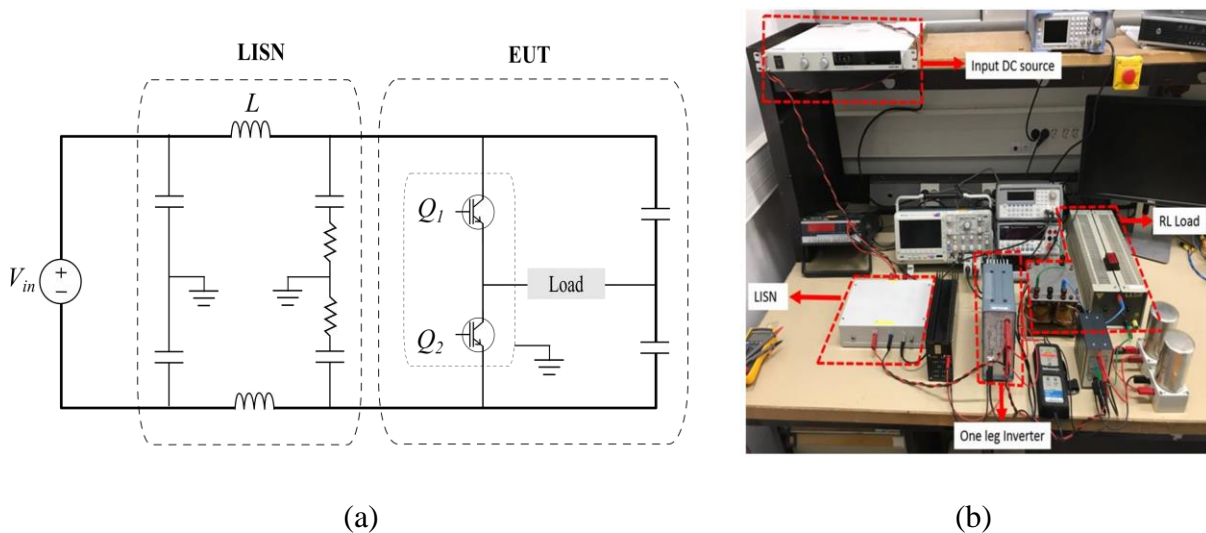 LISN
EUT
L
Q1
Q2
Vin
+
−
Load
(a)
Input DC source
RL Load
LISN
One leg Inverter
(b)